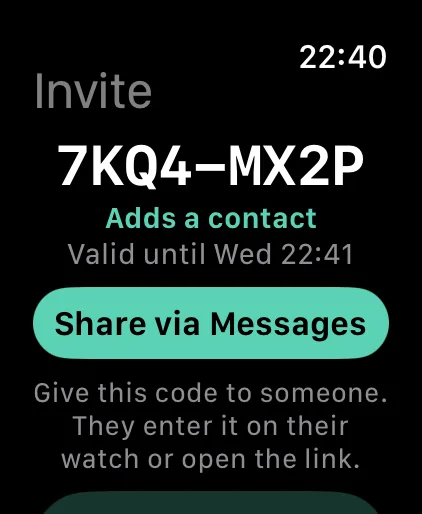 22:40
Invite
7KQ4–MX2P
Adds a contact
Valid until Wed 22:41
Share via Messages
Give this code to someone.
They enter it on their
watch or open the link.